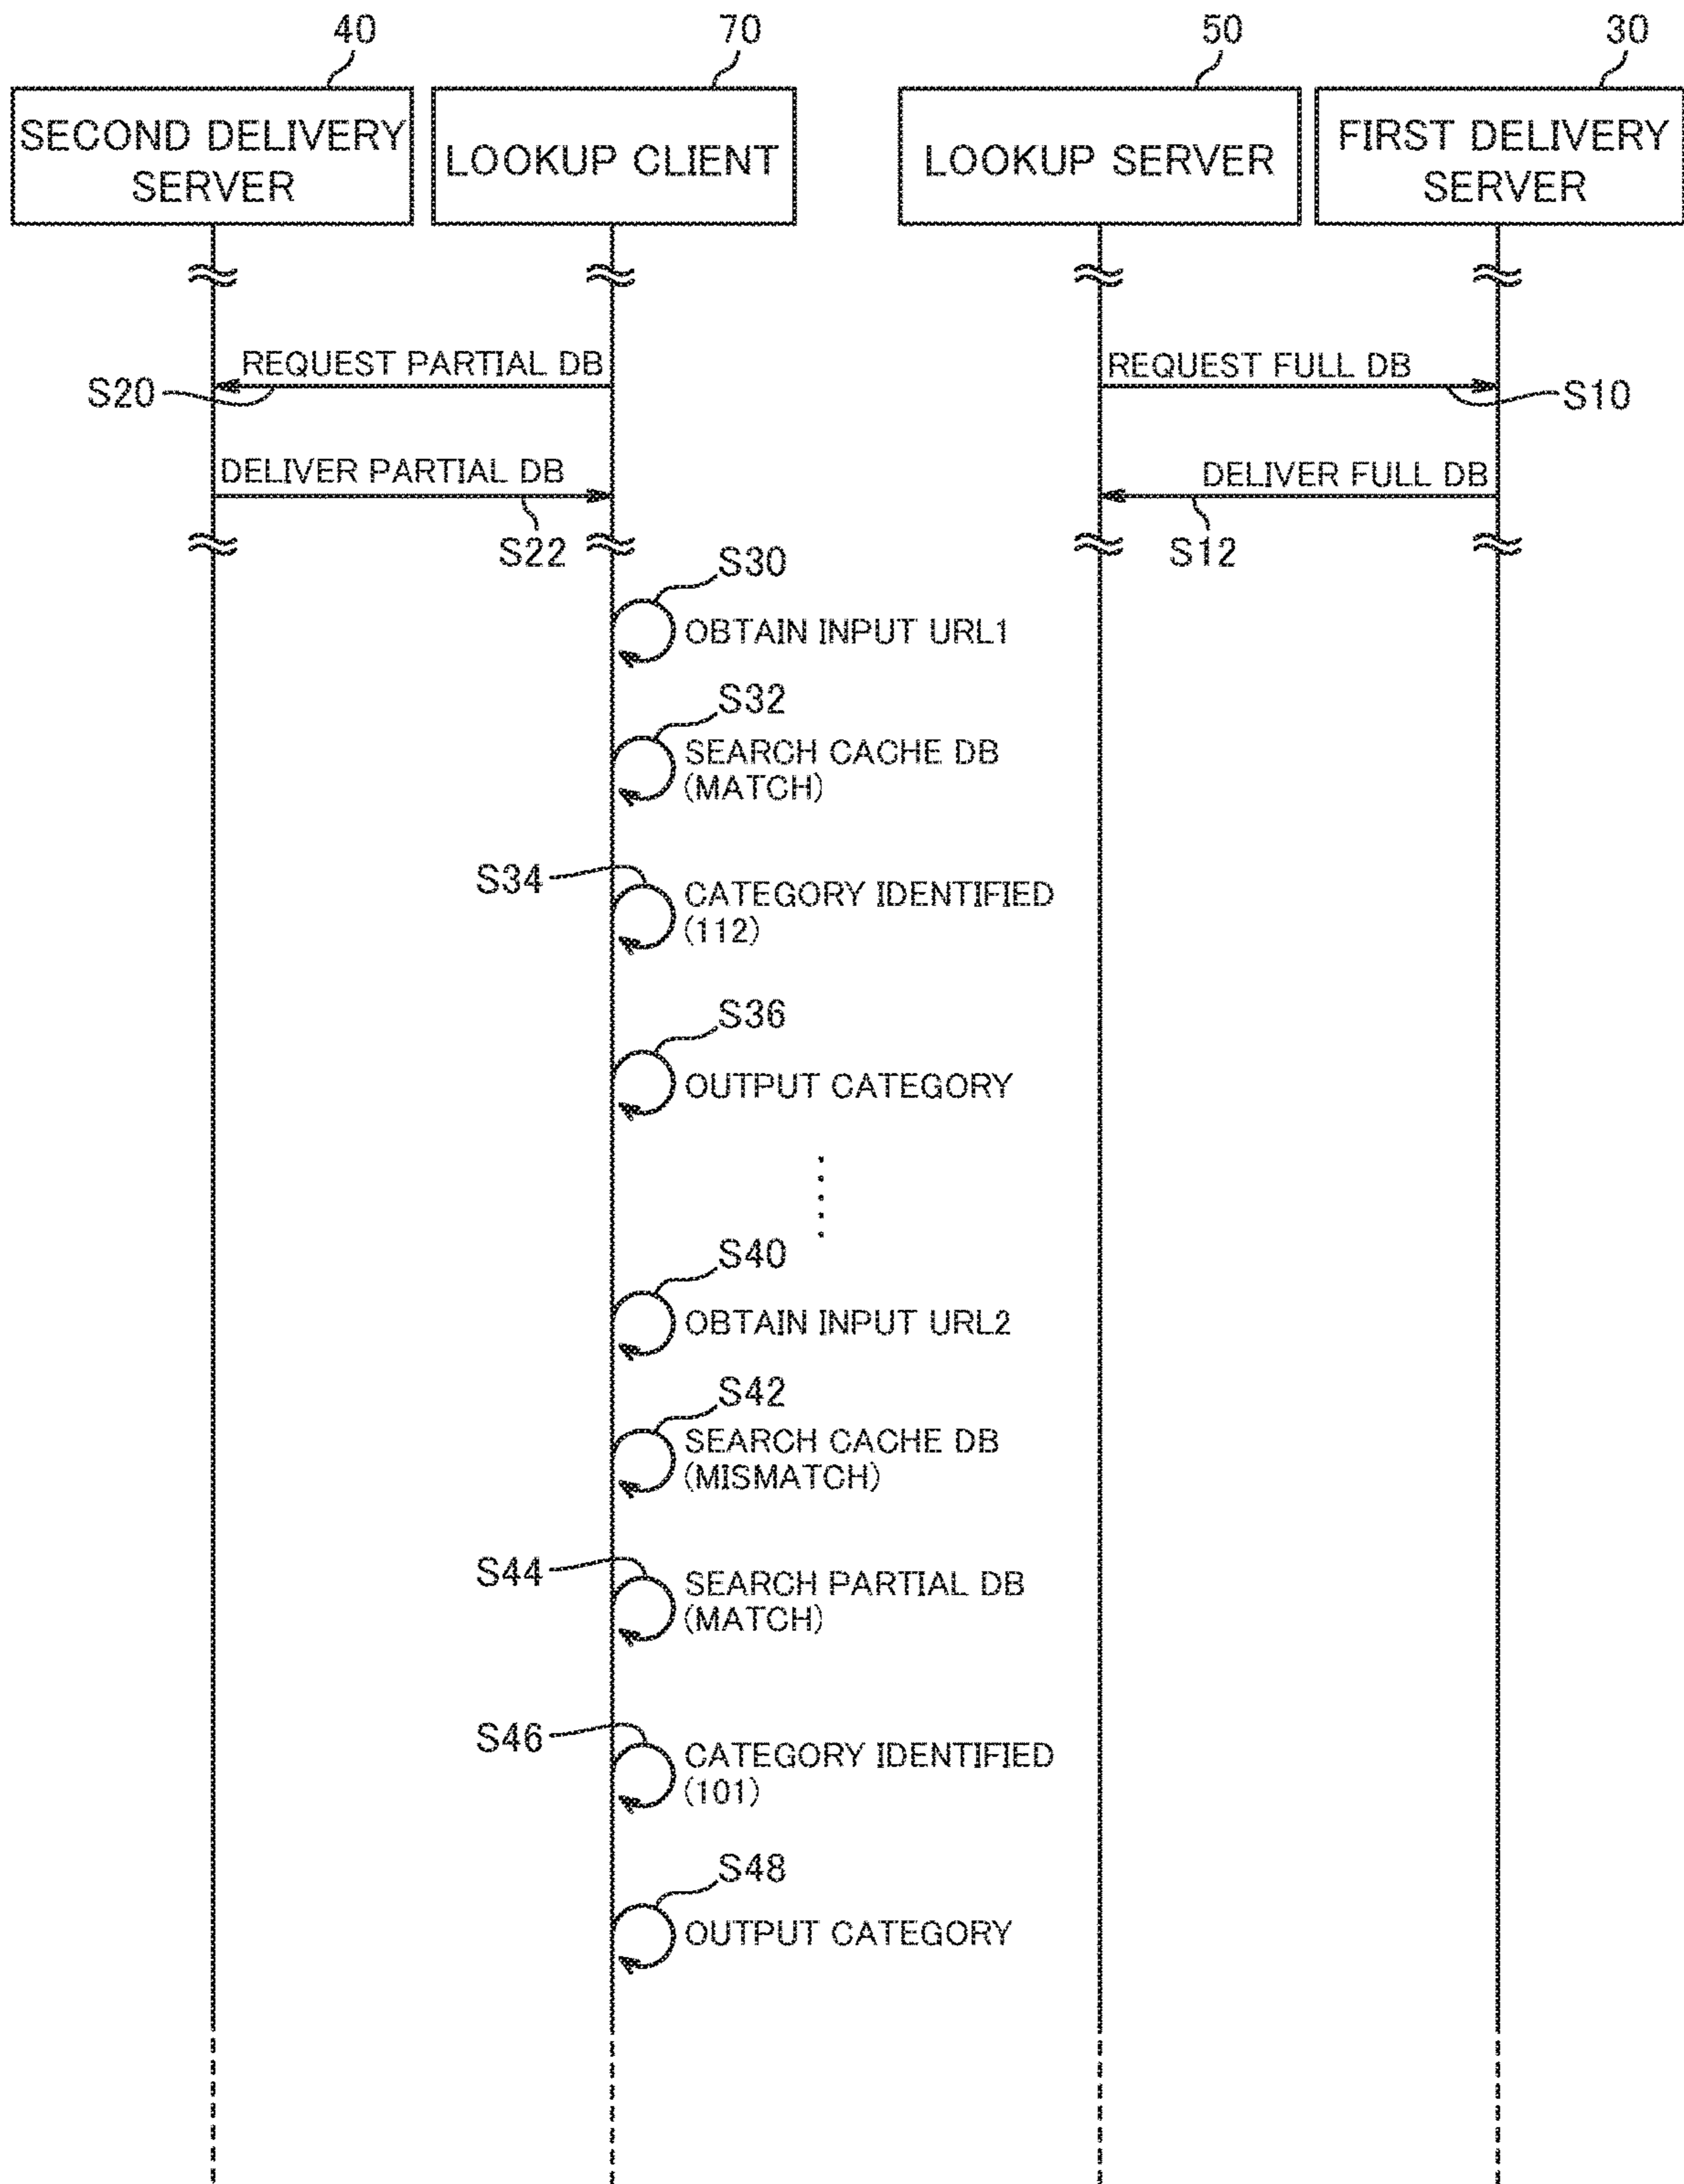 40
70
50
30
SECOND DELIVERY
SERVER
LOOKUP CLIENT
LOOKUP SERVER
FIRST DELIVERY
SERVER
REQUEST PARTIAL DB
S20
REQUEST FULL DB
S10
DELIVER PARTIAL DB
S22
DELIVER FULL DB
S12
S30
OBTAIN INPUT URL1
S32
SEARCH CACHE DB
(MATCH)
S34
CATEGORY IDENTIFIED
(112)
S36
OUTPUT CATEGORY
S40
OBTAIN INPUT URL2
S42
SEARCH CACHE DB
(MISMATCH)
S44
SEARCH PARTIAL DB
(MATCH)
S46
CATEGORY IDENTIFIED
(101)
S48
OUTPUT CATEGORY